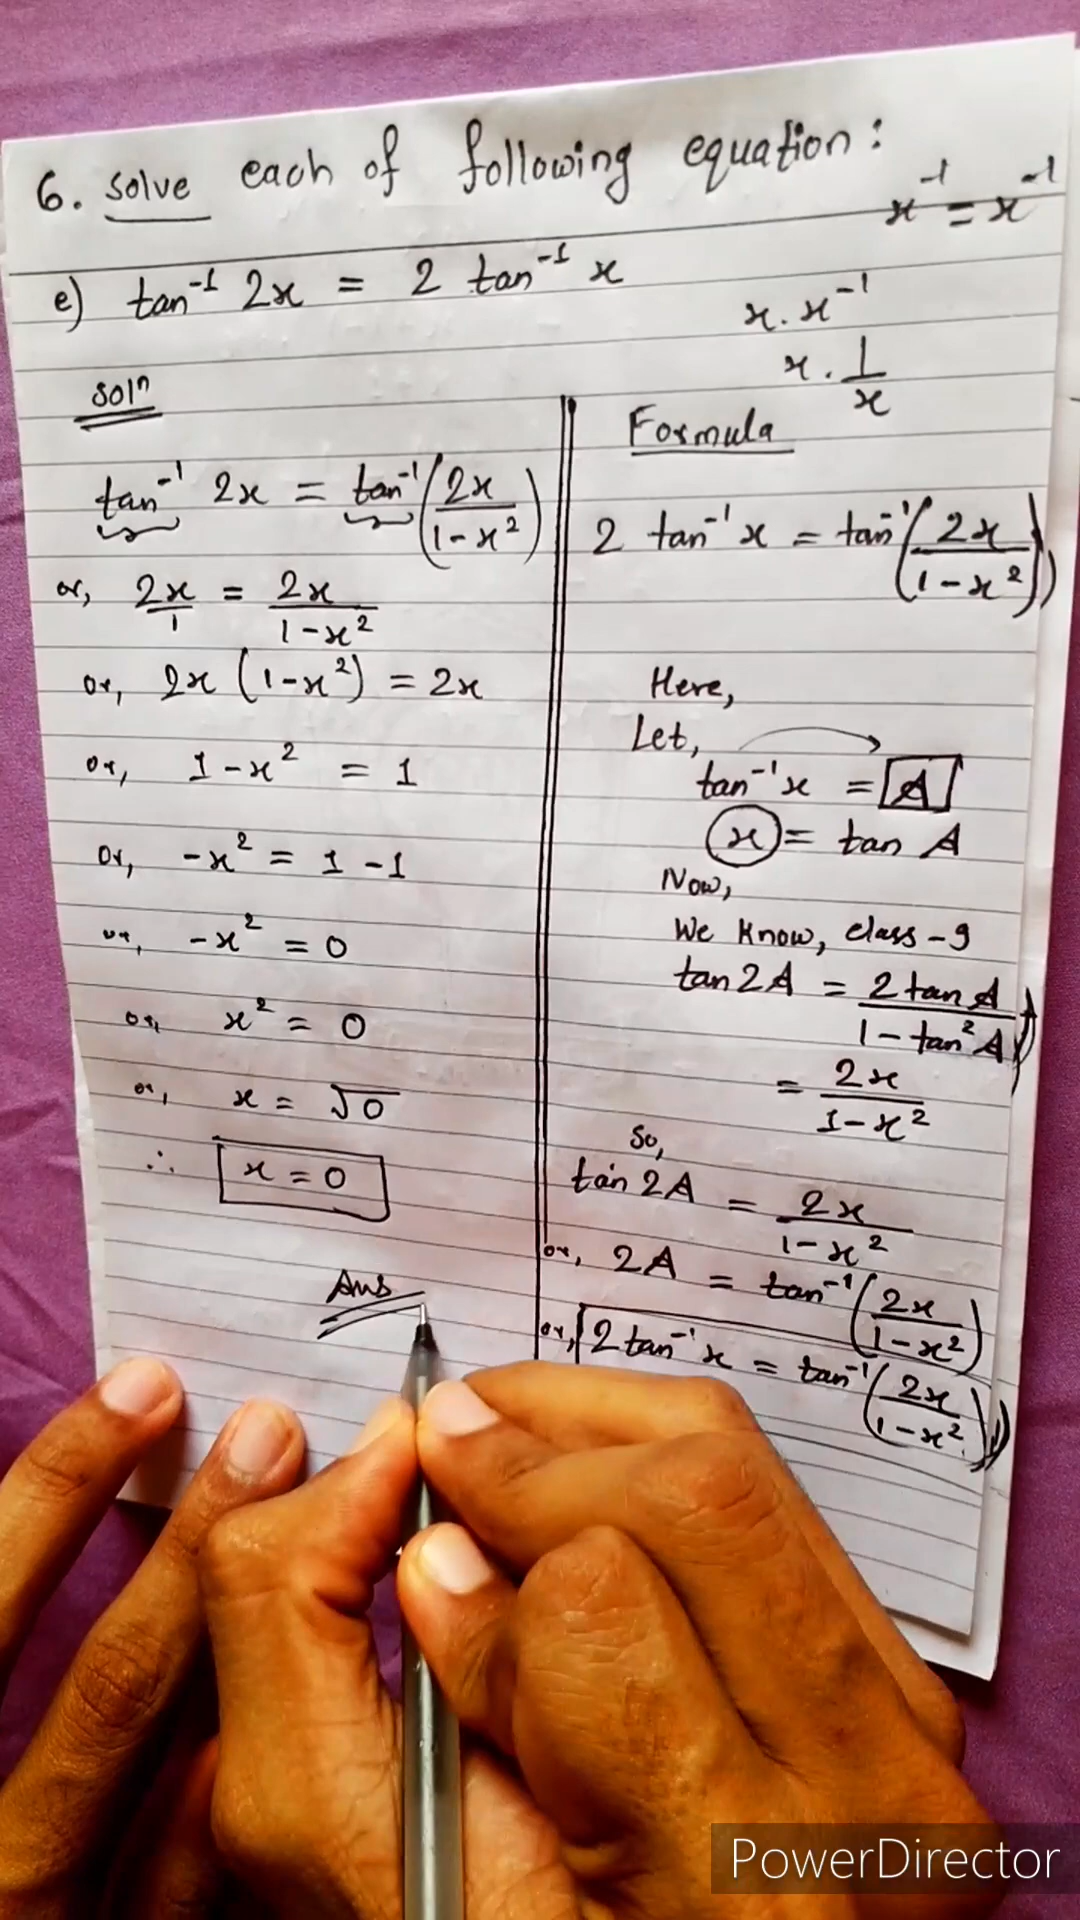 6. solve each of following equation:
x⁻¹ = x⁻¹
e) tan⁻¹ 2x = 2 tan⁻¹ x
x . x⁻¹
x . 1/x
solⁿ
tan⁻¹ 2x = tan⁻¹(2x/(1-x²))
or, 2x/1 = 2x/(1-x²)
or, 2x (1-x²) = 2x
or, 1-x² = 1
or, -x² = 1-1
or, -x² = 0
or, x² = 0
or, x = √0
∴ x = 0
Ans
Formula
2 tan⁻¹ x = tan⁻¹(2x/(1-x²))
Here,
Let,
tan⁻¹x = A
x = tan A
Now,
We Know, class-9
tan 2A = 2 tan A/(1-tan² A)
= 2x/(1-x²)
So,
tan 2A = 2x/(1-x²)
or, 2A = tan⁻¹(2x/(1-x²))
or, 2 tan⁻¹ x = tan⁻¹(2x/(1-x²))
PowerDirector